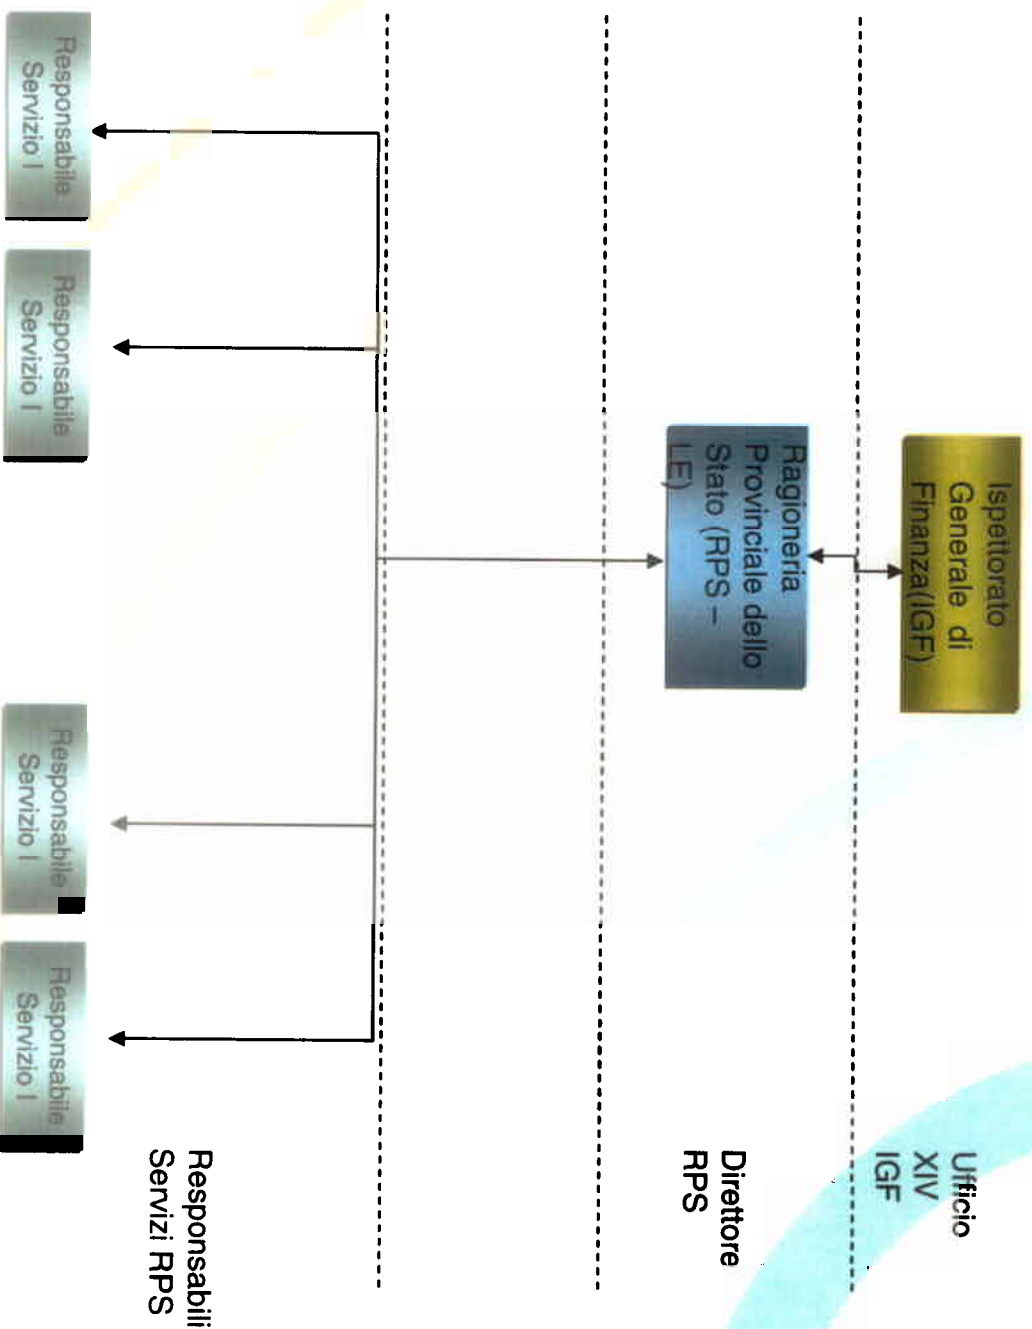 Ispettorato
Generale di
Finanza(IGF)
Ufficio
XIV
IGF
Ragioneria
Provinciale dello
Stato (RPS –
LE)
Direttore
RPS
Responsabile
Servizio I
Responsabile
Servizio I
Responsabile
Servizio I
Responsabile
Servizio I
Responsabili
Servizi RPS